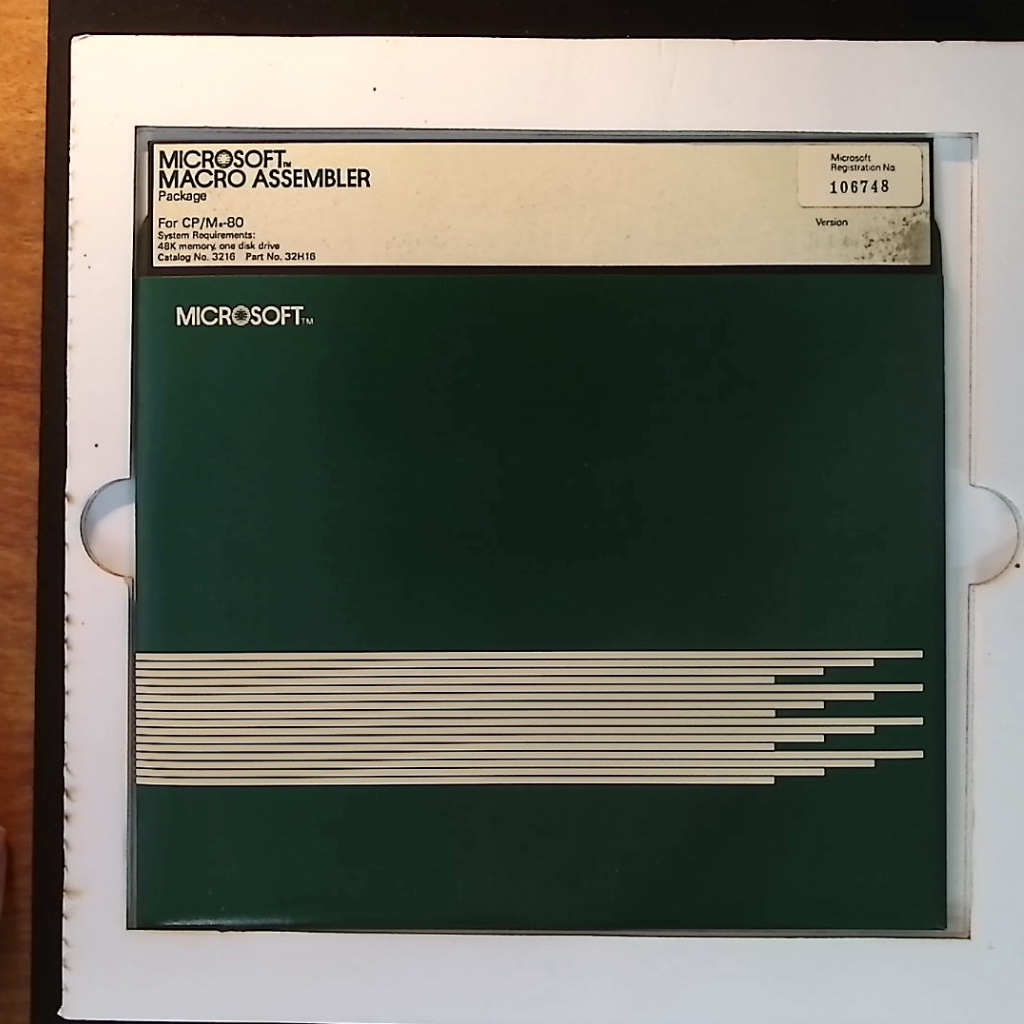 MICROSOFT™
MACRO ASSEMBLER
Package
For CP/M®-80
System Requirements:
48K memory, one disk drive
Catalog No. 3216 Part No. 32H16
Microsoft
Registration No.
106748
Version
MICROSOFT™